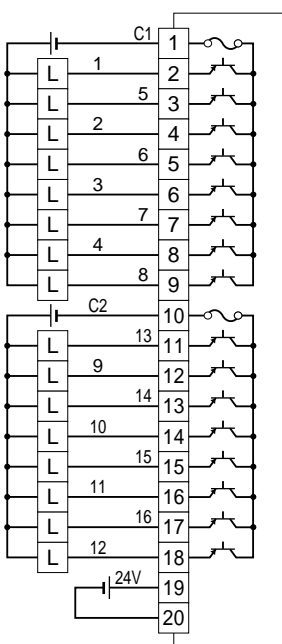 C1 1
L 1 2
L 5 3
L 2 4
L 6 5
L 3 6
L 7 7
L 4 8
L 8 9
C2 10
L 13 11
L 9 12
L 14 13
L 10 14
L 15 15
L 11 16
L 16 17
L 12 18
24V 19
20